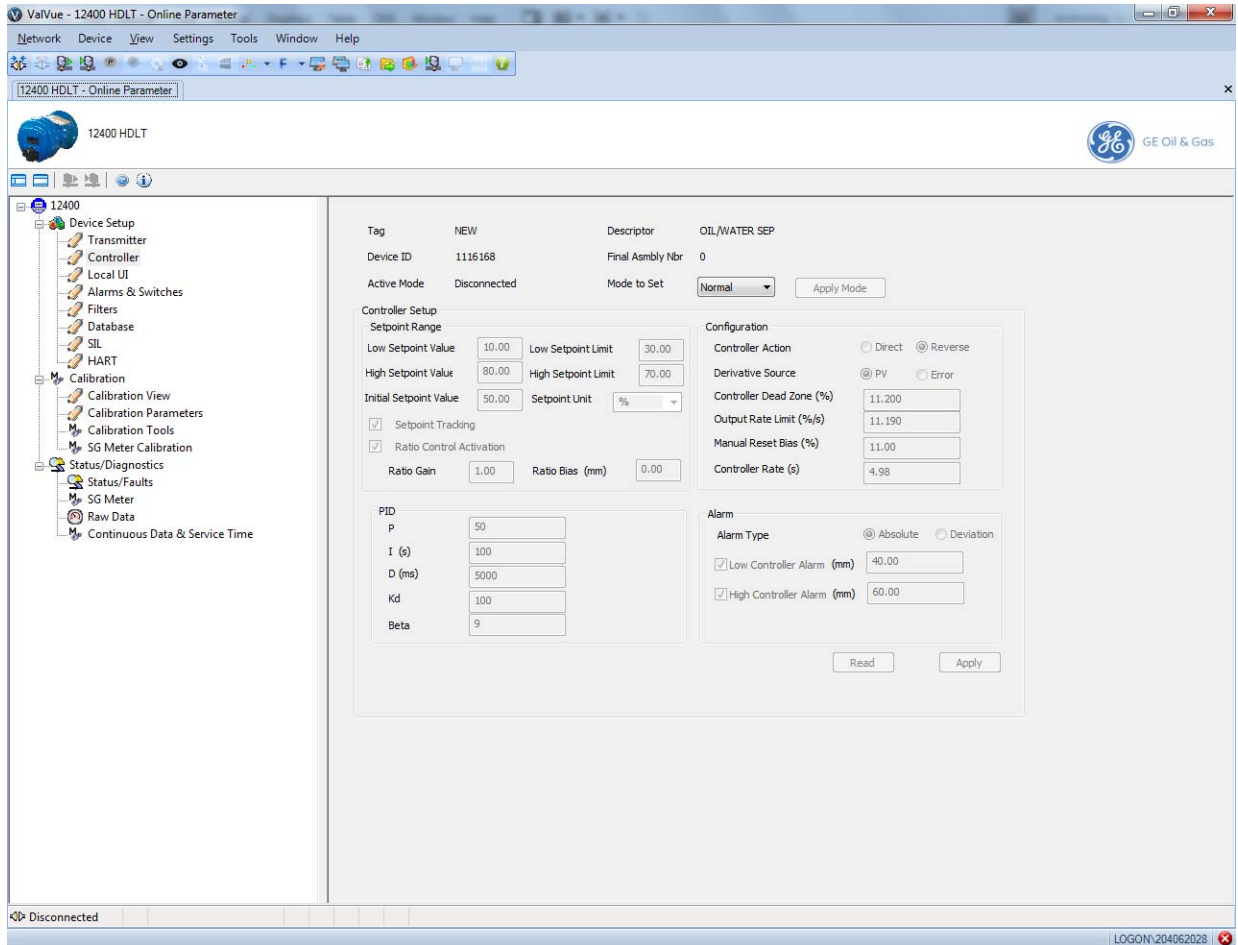 ValVue - 12400 HDLT - Online Parameter
Network Device View Settings Tools Window Help
F
12400 HDLT - Online Parameter
12400 HDLT
GE Oil & Gas
12400
Device Setup
Transmitter
Controller
Local UI
Alarms & Switches
Filters
Database
SIL
HART
Calibration
Calibration View
Calibration Parameters
Calibration Tools
SG Meter Calibration
Status/Diagnostics
Status/Faults
SG Meter
Raw Data
Continuous Data & Service Time
Tag NEW Descriptor OIL/WATER SEP
Device ID 1116168 Final Asmbly Nbr 0
Active Mode Disconnected Mode to Set Normal Apply Mode
Controller Setup
Setpoint Range
Low Setpoint Value 10.00 Low Setpoint Limit 30.00
High Setpoint Value 80.00 High Setpoint Limit 70.00
Initial Setpoint Value 50.00 Setpoint Unit %
Setpoint Tracking
Ratio Control Activation
Ratio Gain 1.00 Ratio Bias (mm) 0.00
Configuration
Controller Action Direct Reverse
Derivative Source PV Error
Controller Dead Zone (%) 11.200
Output Rate Limit (%/s) 11.190
Manual Reset Bias (%) 11.00
Controller Rate (s) 4.98
PID
P 50
I (s) 100
D (ms) 5000
Kd 100
Beta 9
Alarm
Alarm Type Absolute Deviation
Low Controller Alarm (mm) 40.00
High Controller Alarm (mm) 60.00
Read Apply
Disconnected
LOGON\204062028